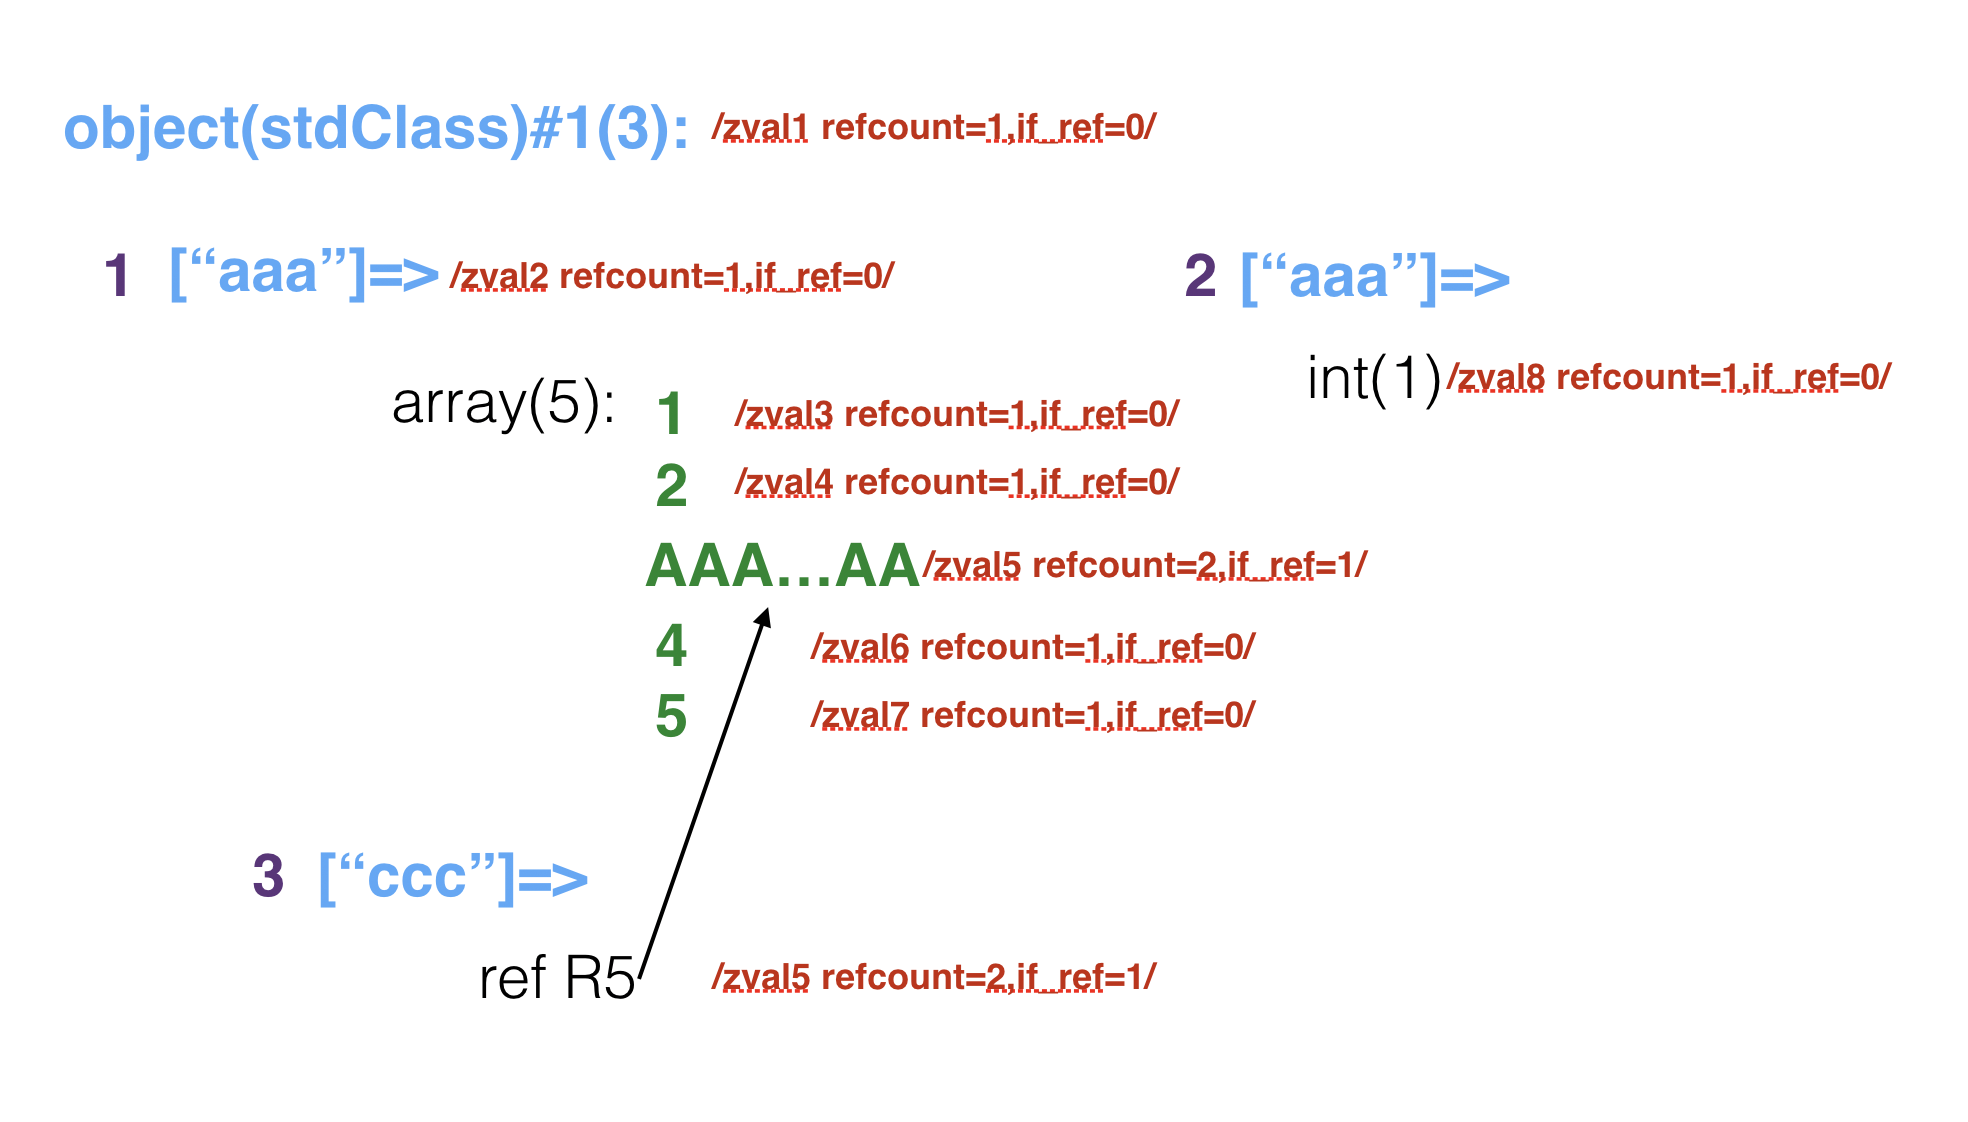 object(stdClass)#1(3): /zval1 refcount=1,if_ref=0/
1 [“aaa”]=> /zval2 refcount=1,if_ref=0/
2 [“aaa”]=>
int(1) /zval8 refcount=1,if_ref=0/
array(5): 1 /zval3 refcount=1,if_ref=0/
2 /zval4 refcount=1,if_ref=0/
AAA…AA /zval5 refcount=2,if_ref=1/
4 /zval6 refcount=1,if_ref=0/
5 /zval7 refcount=1,if_ref=0/
3 [“ccc”]=>
ref R5 /zval5 refcount=2,if_ref=1/